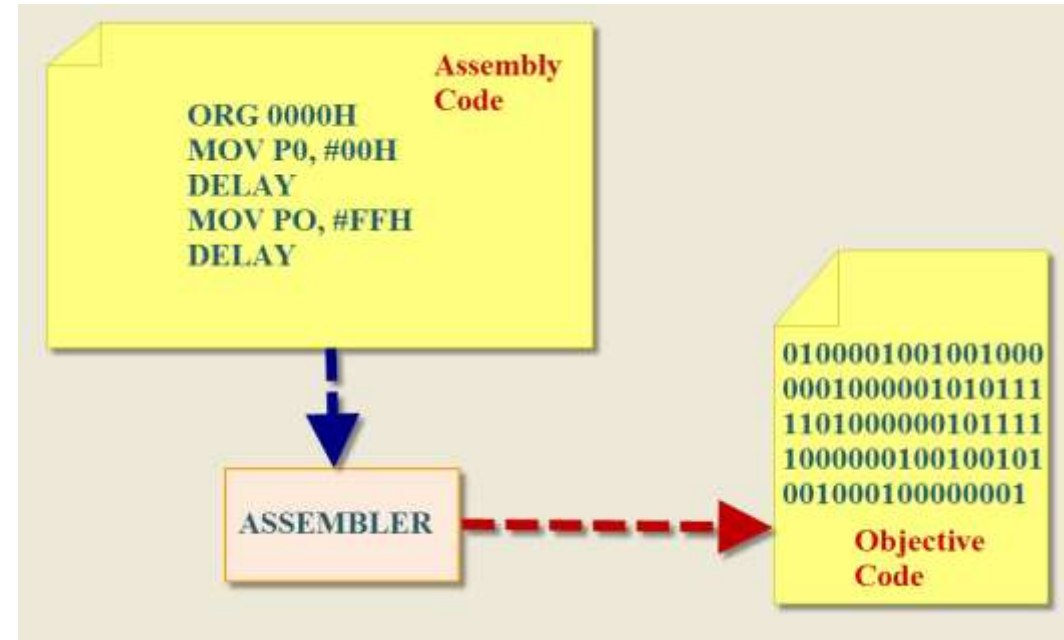 Assembly
Code
ORG 0000H
MOV P0, #00H
DELAY
MOV PO, #FFH
DELAY
ASSEMBLER
0100001001001000
0001000001010111
1101000000101111
1000000100100101
001000100000001
Objective
Code